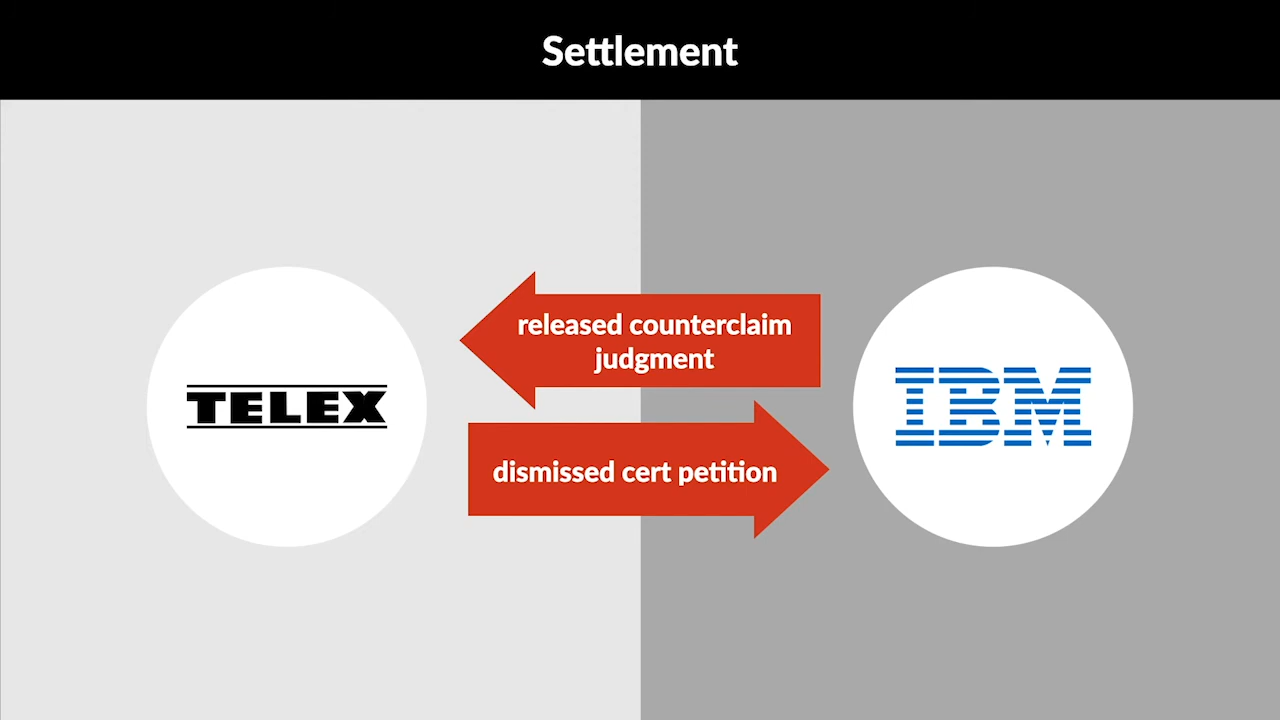 Settlement
TELEX
released counterclaim
judgment
dismissed cert petition
IBM